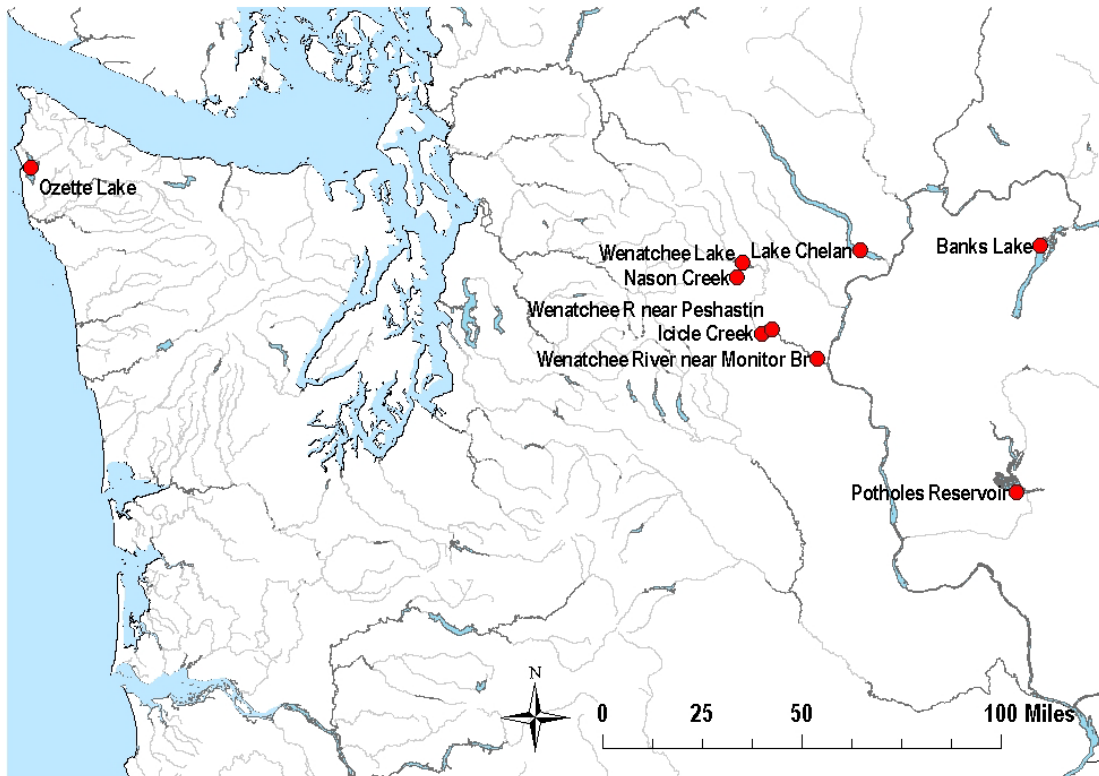 Ozette Lake
Wenatchee Lake
Lake Chelan
Banks Lake
Nason Creek
Wenatchee R near Peshastin
Icicle Creek
Wenatchee River near Monitor Br
Potholes Reservoir
N
0 25 50 100 Miles